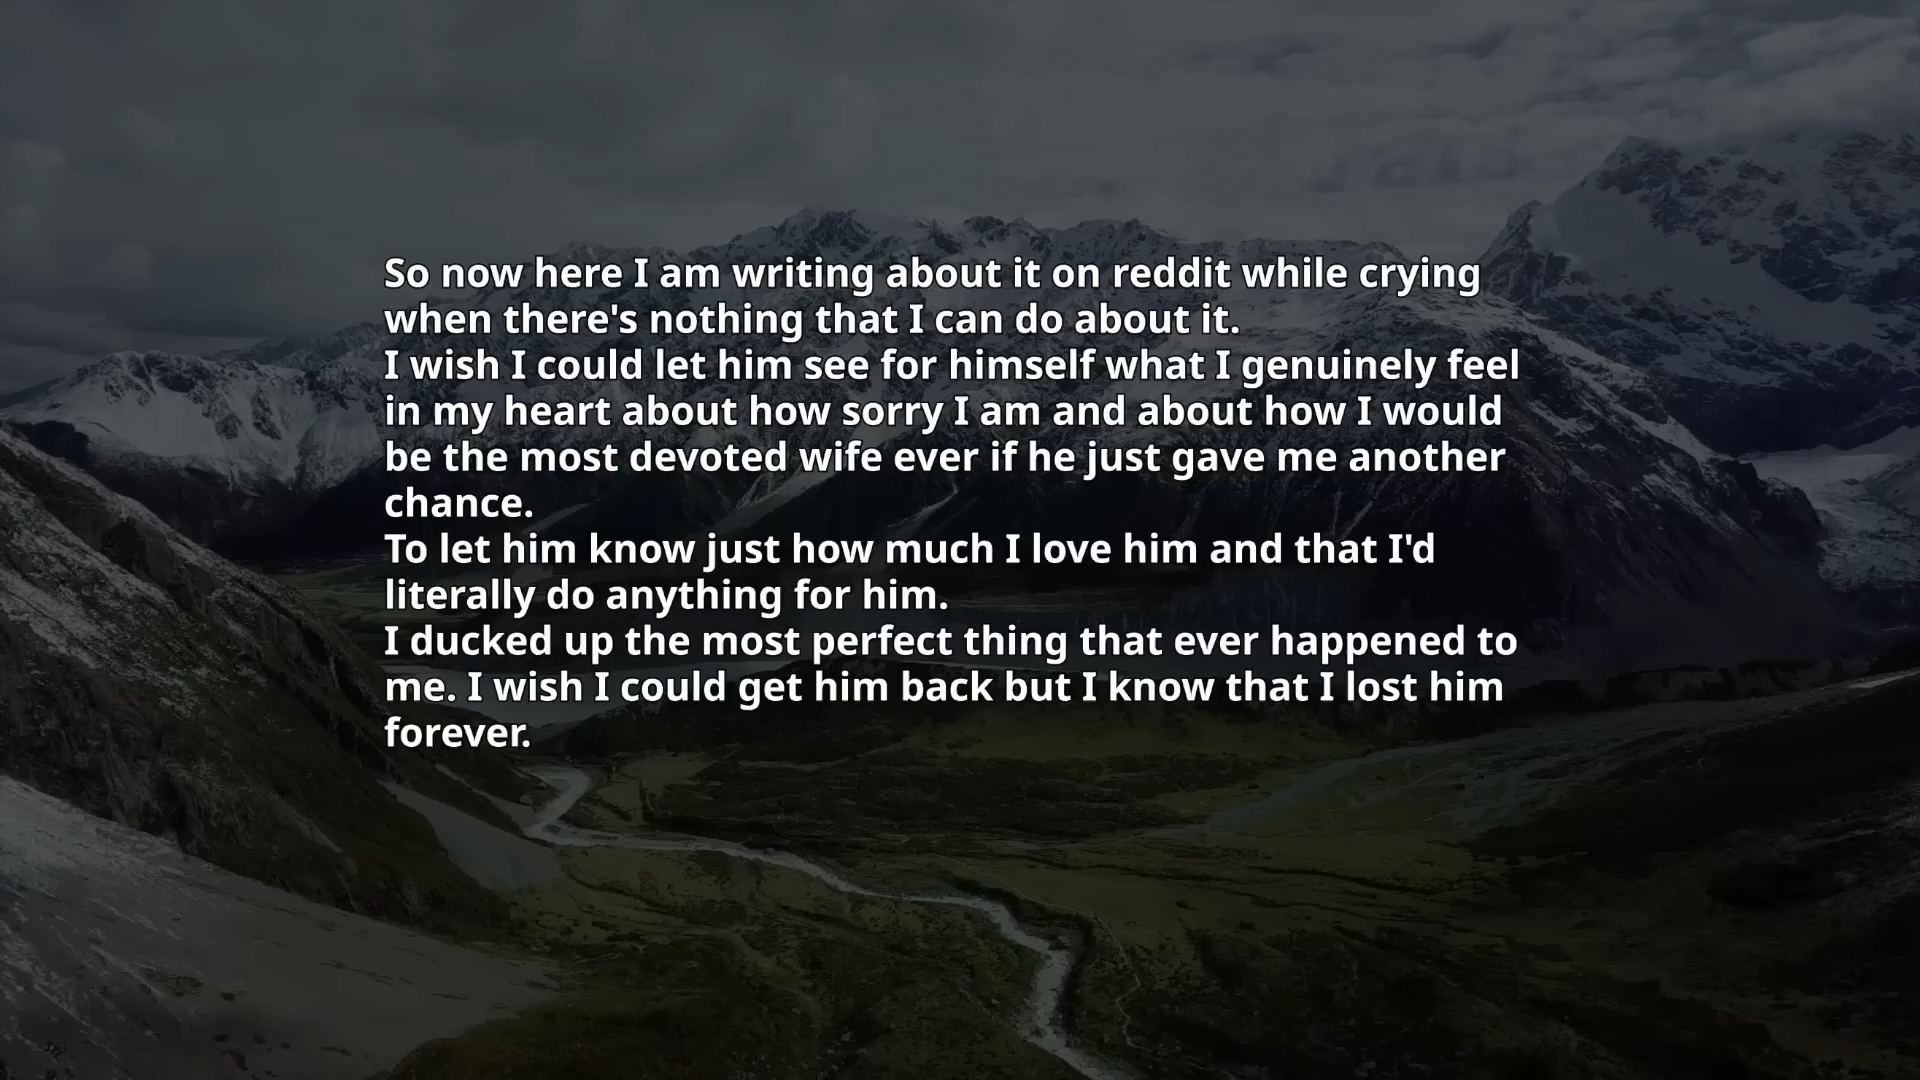 So now here I am writing about it on reddit while crying
when there's nothing that I can do about it.
I wish I could let him see for himself what I genuinely feel
in my heart about how sorry I am and about how I would
be the most devoted wife ever if he just gave me another
chance.
To let him know just how much I love him and that I'd
literally do anything for him.
I ducked up the most perfect thing that ever happened to
me. I wish I could get him back but I know that I lost him
forever.